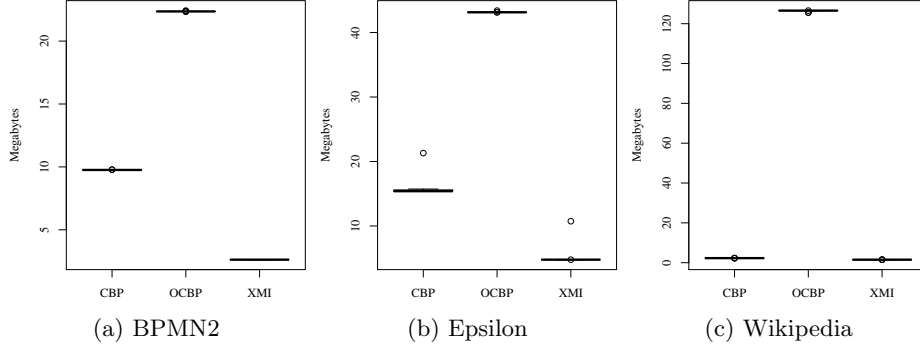 Megabytes
20
15
10
5
CBP OCBP XMI
(a) BPMN2
Megabytes
40
30
20
10
CBP OCBP XMI
(b) Epsilon
Megabytes
120
100
80
60
40
20
0
CBP OCBP XMI
(c) Wikipedia